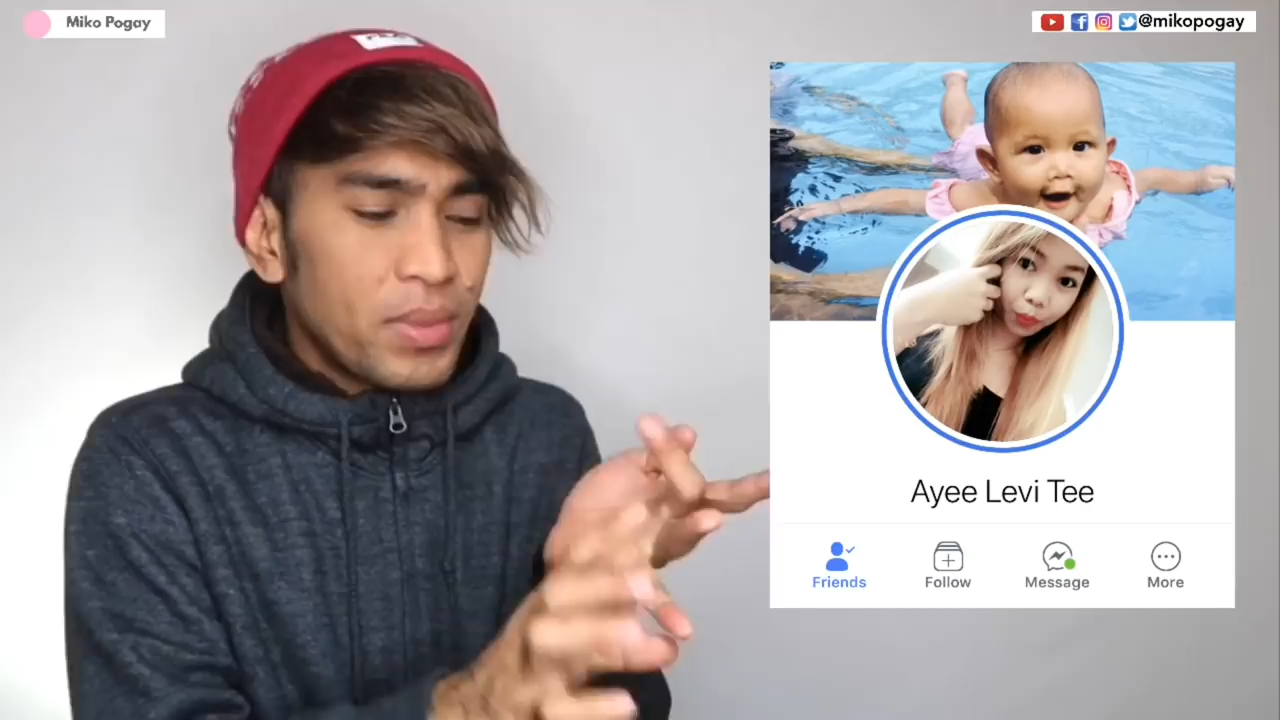 Miko Pogay
@mikopogay
Ayee Levi Tee
Friends
Follow
Message
More